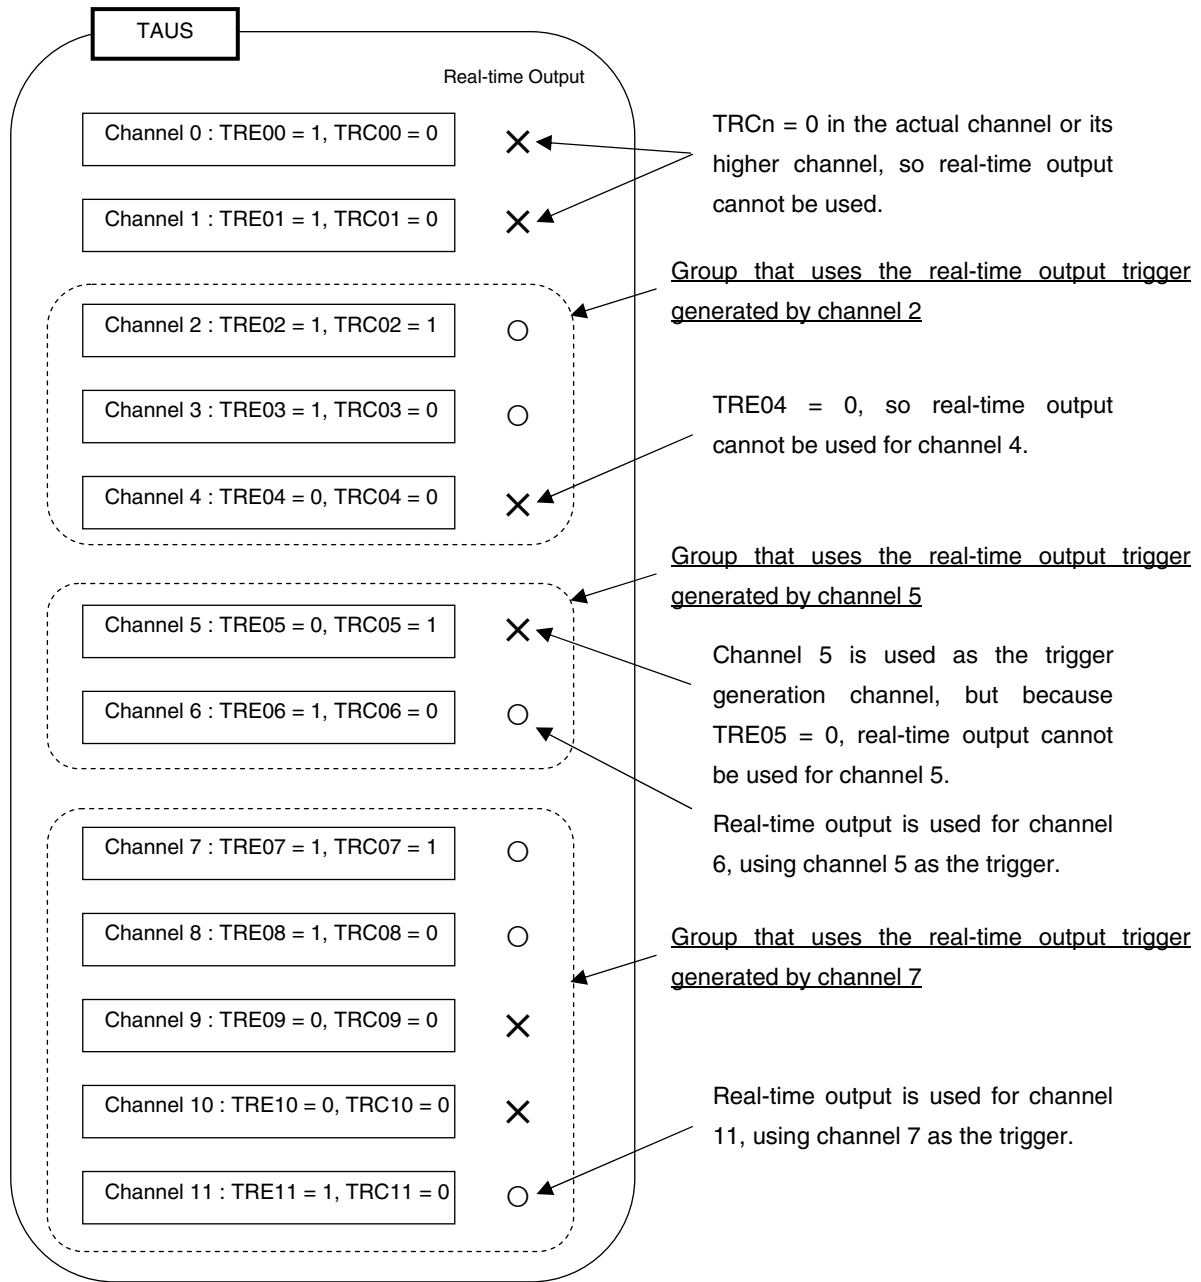 TAUS
Real-time Output
Channel 0 : TRE00 = 1, TRC00 = 0
TRCn = 0 in the actual channel or its
higher channel, so real-time output
cannot be used.
Channel 1 : TRE01 = 1, TRC01 = 0
Group that uses the real-time output trigger
generated by channel 2
Channel 2 : TRE02 = 1, TRC02 = 1
Channel 3 : TRE03 = 1, TRC03 = 0
TRE04 = 0, so real-time output
cannot be used for channel 4.
Channel 4 : TRE04 = 0, TRC04 = 0
Group that uses the real-time output trigger
generated by channel 5
Channel 5 : TRE05 = 0, TRC05 = 1
Channel 5 is used as the trigger
generation channel, but because
TRE05 = 0, real-time output cannot
be used for channel 5.
Channel 6 : TRE06 = 1, TRC06 = 0
Real-time output is used for channel
6, using channel 5 as the trigger.
Channel 7 : TRE07 = 1, TRC07 = 1
Channel 8 : TRE08 = 1, TRC08 = 0
Group that uses the real-time output trigger
generated by channel 7
Channel 9 : TRE09 = 0, TRC09 = 0
Channel 10 : TRE10 = 0, TRC10 = 0
Real-time output is used for channel
11, using channel 7 as the trigger.
Channel 11 : TRE11 = 1, TRC11 = 0